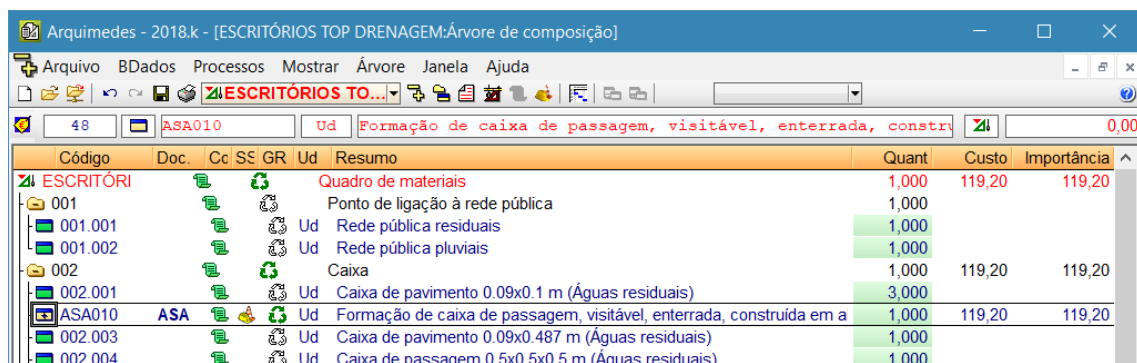 Arquimedes - 2018.k - [ESCRITÓRIOS TOP DRENAGEM:Árvore de composição]
Arquivo BDados Processos Mostrar Árvore Janela Ajuda
ESCRITÓRIOS TO...
48 ASA010 Ud Formação de caixa de passagem, visitável, enterrada, constru 0,00
Código Doc. Cc SS GR Ud Resumo Quant Custo Importância
ESCRITÓRI Quadro de materiais 1,000 119,20 119,20
001 Ponto de ligação à rede pública 1,000
001.001 Ud Rede pública residuais 1,000
001.002 Ud Rede pública pluviais 1,000
002 Caixa 1,000 119,20 119,20
002.001 Ud Caixa de pavimento 0.09x0.1 m (Águas residuais) 3,000
ASA010 ASA Ud Formação de caixa de passagem, visitável, enterrada, construída em a 1,000 119,20 119,20
002.003 Ud Caixa de pavimento 0.09x0.487 m (Águas residuais) 1,000
002.004 Ud Caixa de passagem 0.5x0.5x0.5 m (Águas residuais) 1,000